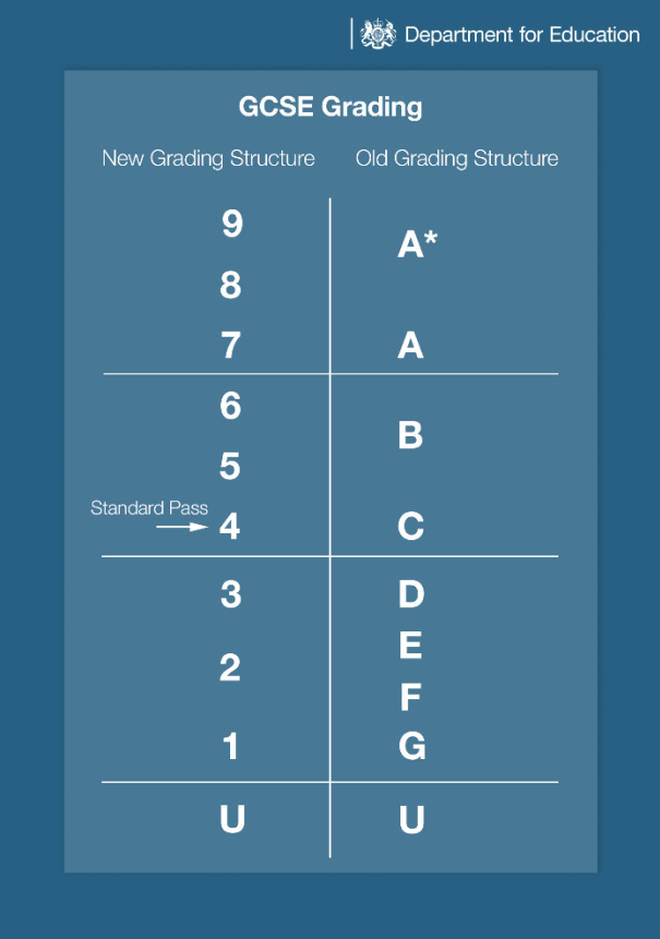 Department for Education
GCSE Grading
New Grading Structure Old Grading Structure
9
A*
8
7 A
6
B
5
Standard Pass
4 C
3 D
E
2
F
1 G
U U